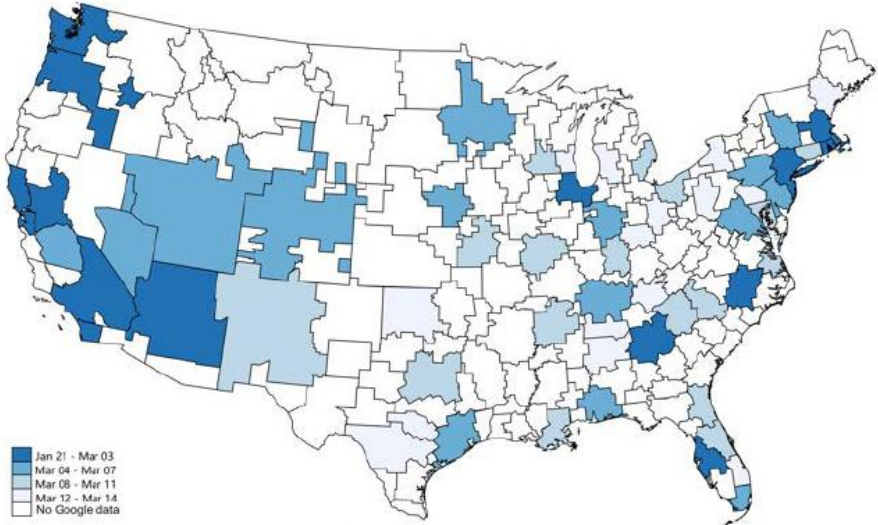 Jan 21 - Mar 03
Mar 04 - Mar 07
Mar 08 - Mar 11
Mar 12 - Mar 14
No Google data